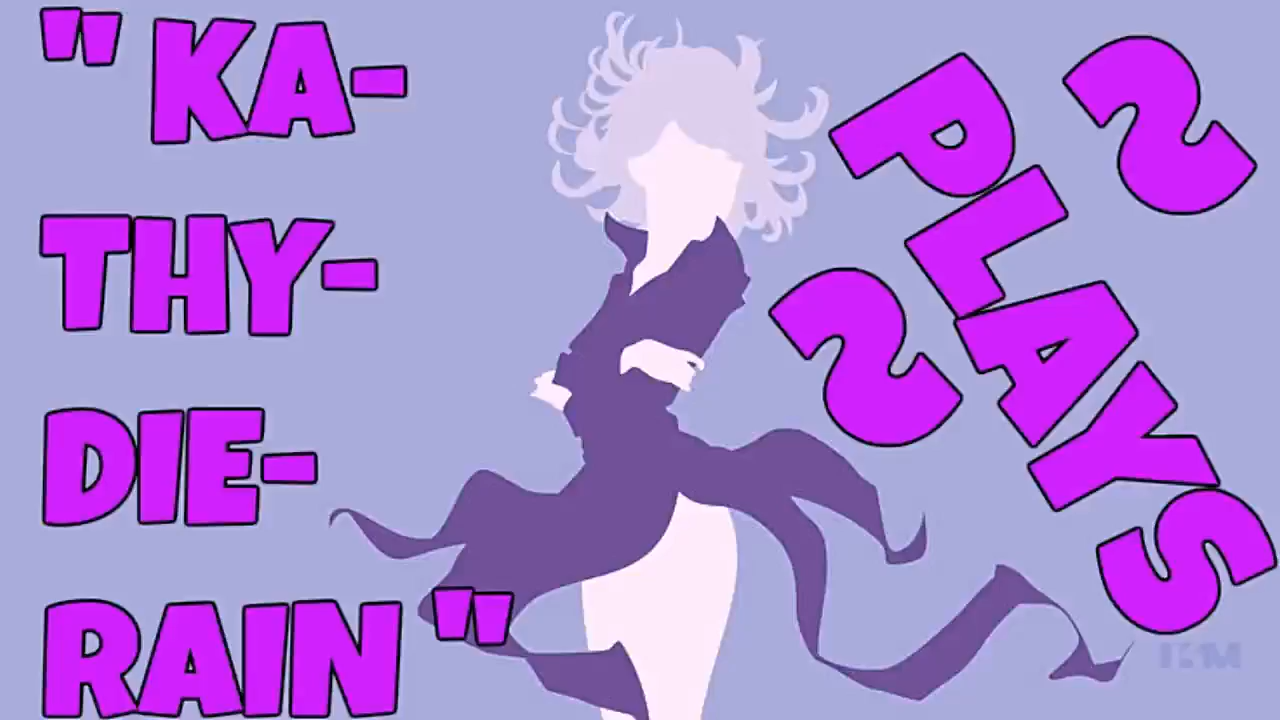 "KA-
THY-
DIE-
RAIN"
~ PLAYS ~